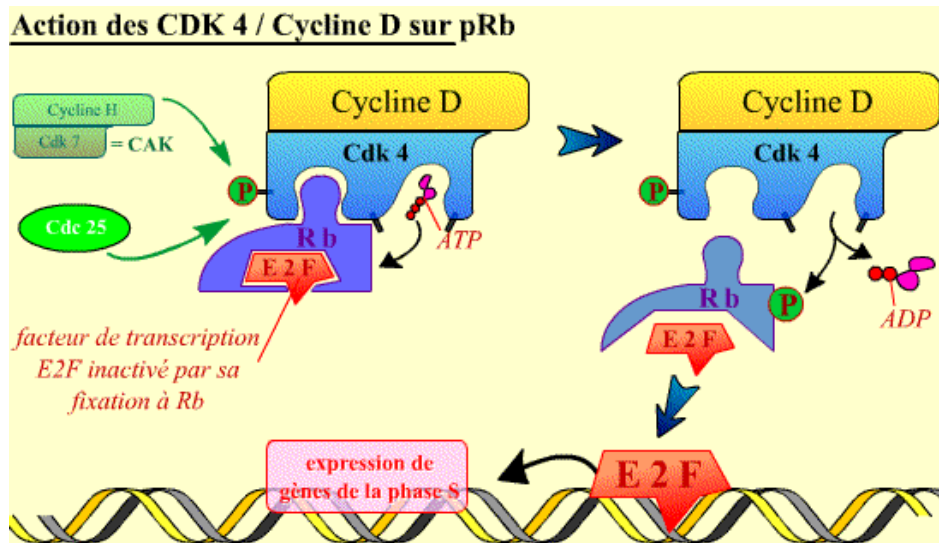 Action des CDK 4 / Cycline D sur pRb
Cycline H
Cdk 7
= CAK
Cdc 25
P
Cycline D
Cdk 4
R b
E 2 F
ATP
facteur de transcription
E2F inactivé par sa
fixation à Rb
Cycline D
Cdk 4
P
R b
P
E 2 F
ADP
expression de
gènes de la phase S
E 2 F